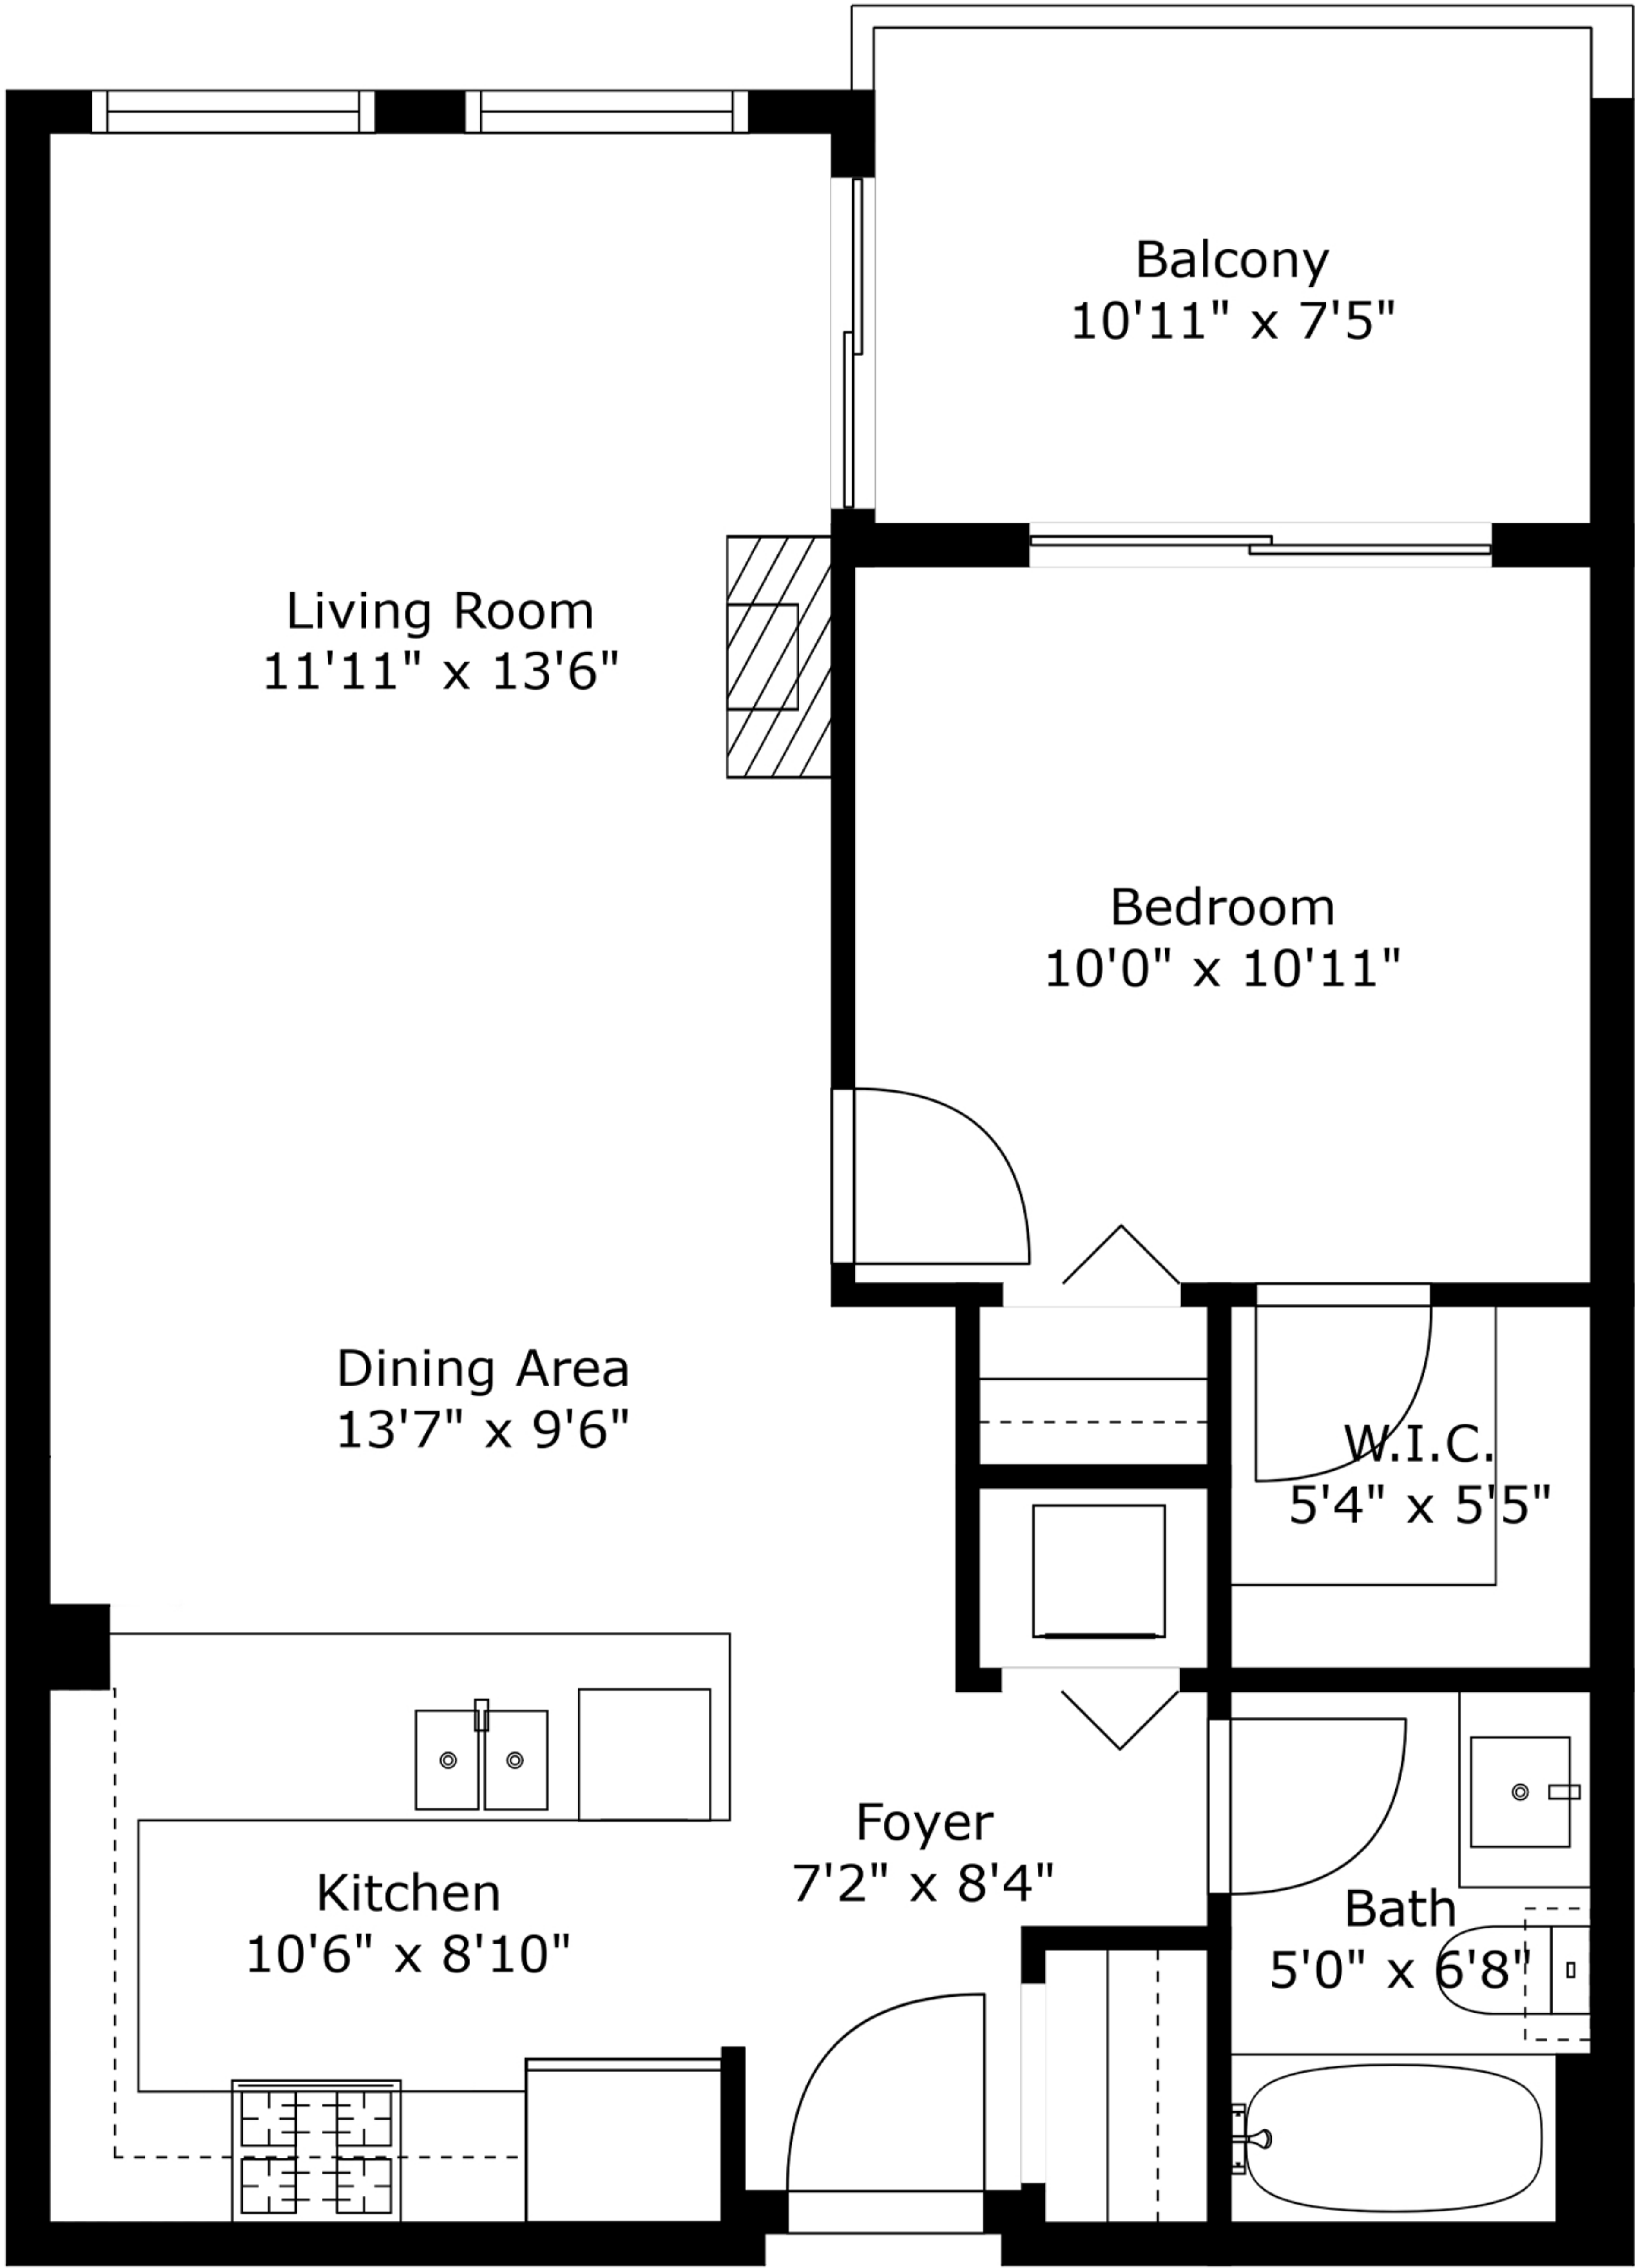 Balcony
10'11" x 7'5"
Living Room
11'11" x 13'6"
Bedroom
10'0" x 10'11"
Dining Area
13'7" x 9'6"
W.I.C.
5'4" x 5'5"
Foyer
7'2" x 8'4"
Kitchen
10'6" x 8'10"
Bath
5'0" x 6'8"